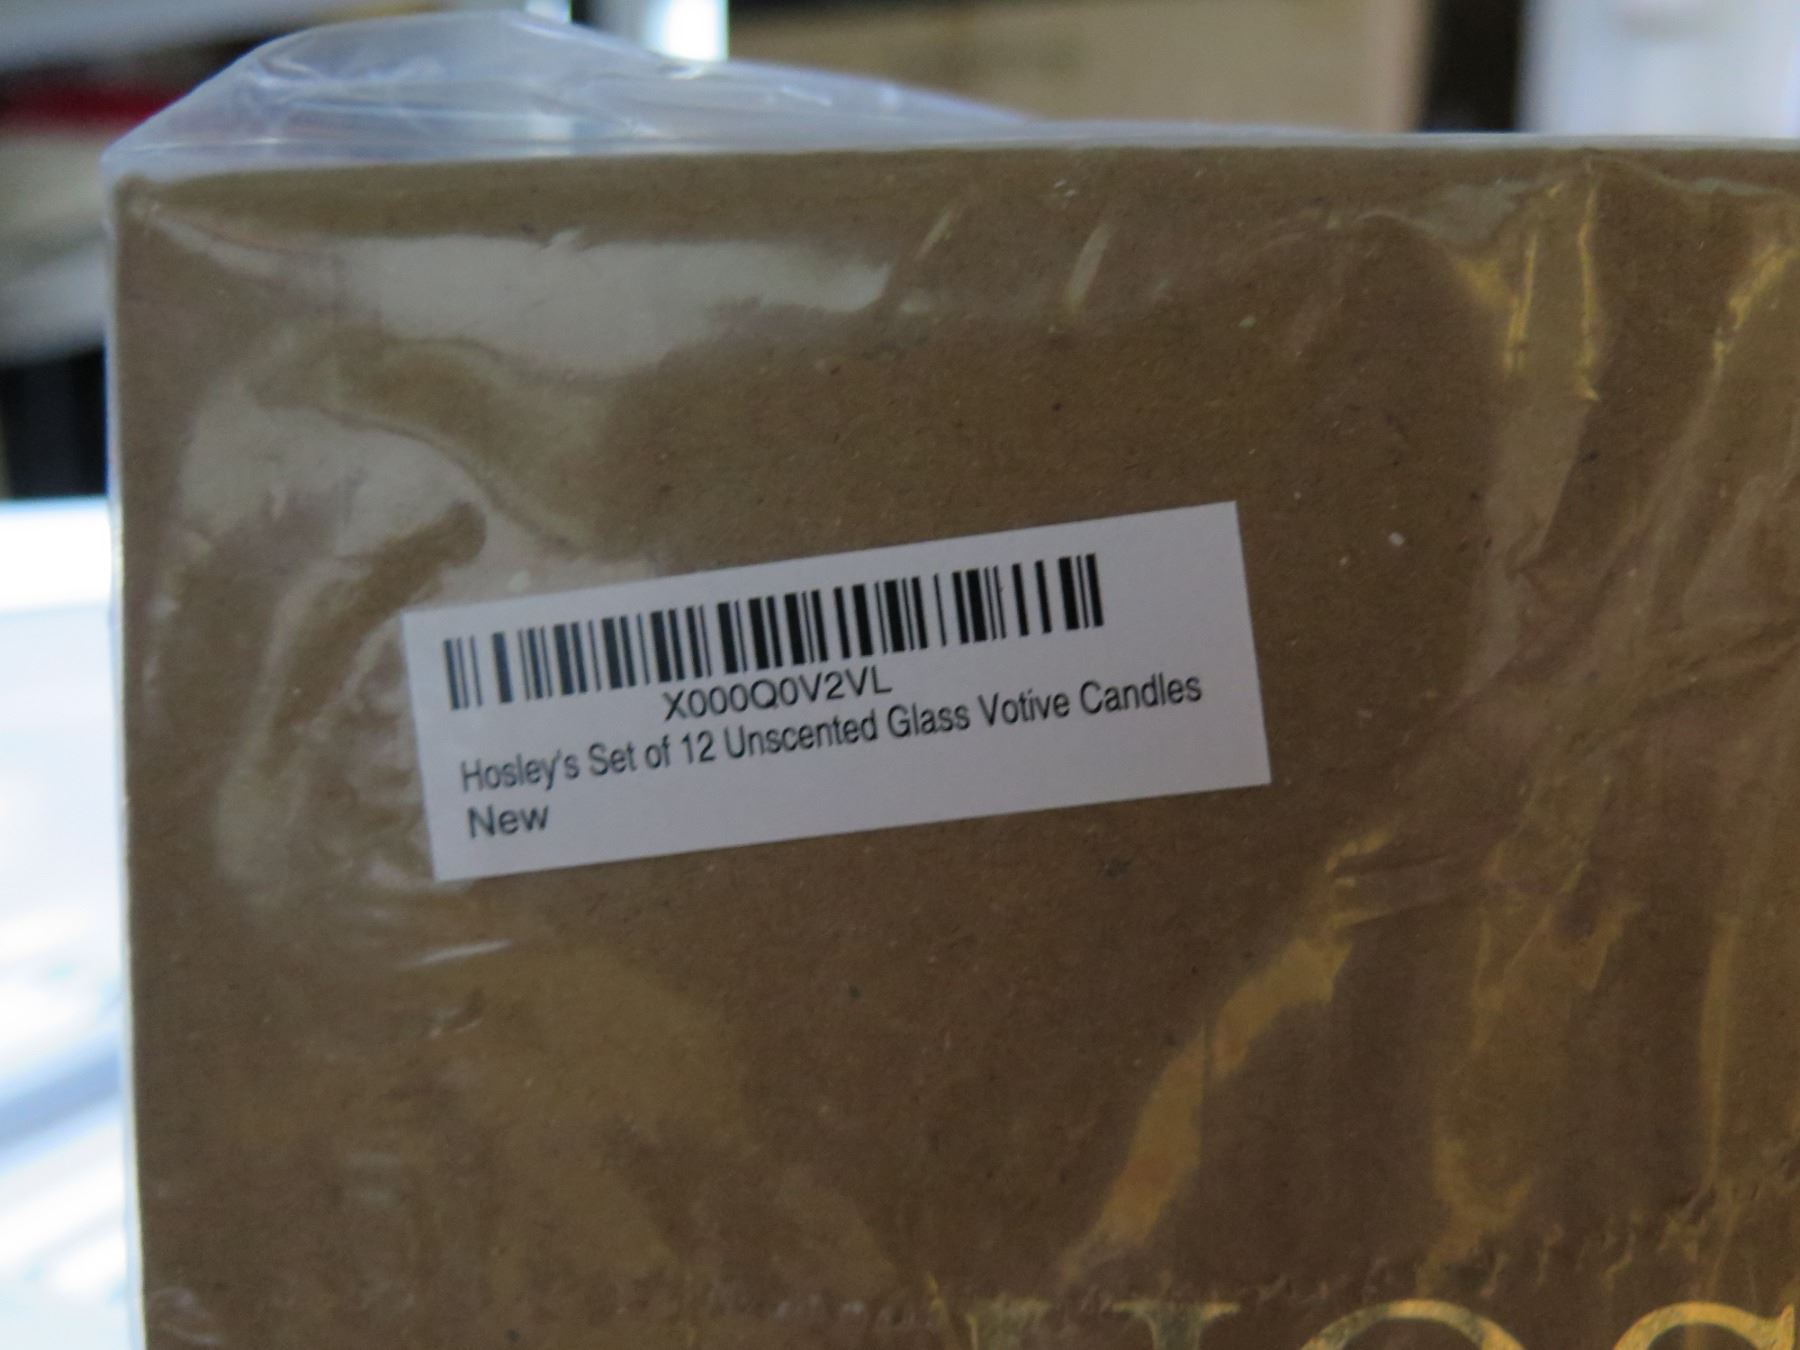 X000Q0V2VL
Hosley's Set of 12 Unscented Glass Votive Candles
New